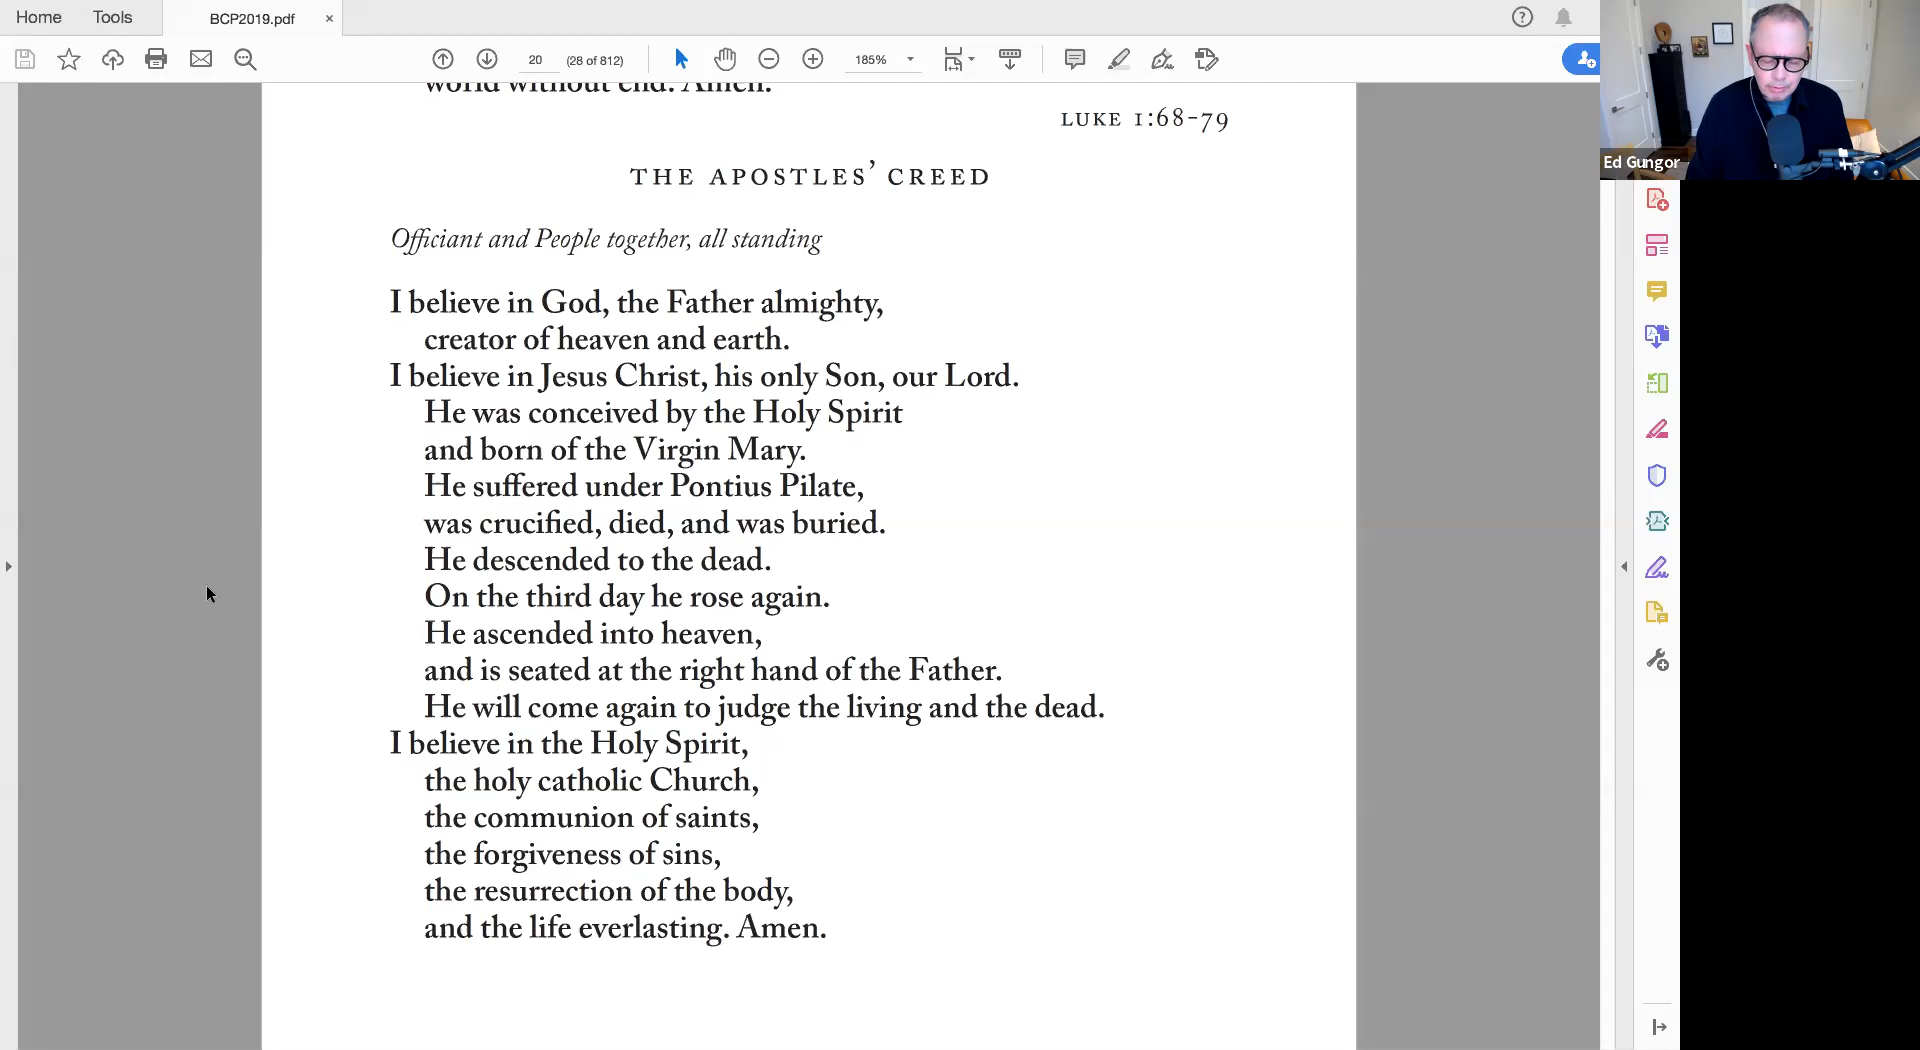 Home Tools BCP2019.pdf ×
20 (28 of 812) 185%
Ed Gungor
world without end. Amen.
LUKE 1:68-79
THE APOSTLES’ CREED
Officiant and People together, all standing
I believe in God, the Father almighty,
creator of heaven and earth.
I believe in Jesus Christ, his only Son, our Lord.
He was conceived by the Holy Spirit
and born of the Virgin Mary.
He suffered under Pontius Pilate,
was crucified, died, and was buried.
He descended to the dead.
On the third day he rose again.
He ascended into heaven,
and is seated at the right hand of the Father.
He will come again to judge the living and the dead.
I believe in the Holy Spirit,
the holy catholic Church,
the communion of saints,
the forgiveness of sins,
the resurrection of the body,
and the life everlasting. Amen.